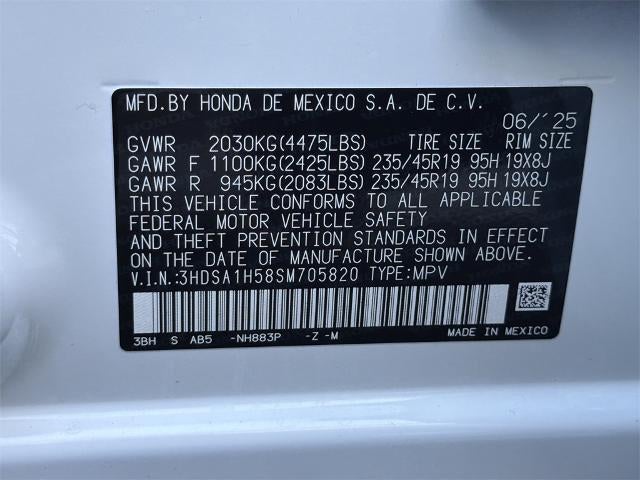 MFD.BY HONDA DE MEXICO S.A. DE C.V.
06/'25
GVWR 2030KG(4475LBS) TIRE SIZE RIM SIZE
GAWR F 1100KG(2425LBS) 235/45R19 95H 19X8J
GAWR R 945KG(2083LBS) 235/45R19 95H 19X8J
THIS VEHICLE CONFORMS TO ALL APPLICABLE
FEDERAL MOTOR VEHICLE SAFETY
AND THEFT PREVENTION STANDARDS IN EFFECT
ON THE DATE OF MANUFACTURE SHOWN ABOVE.
V.I.N.:3HDSA1H58SM705820 TYPE:MPV
3BH S AB5 -NH883P -Z -M MADE IN MEXICO